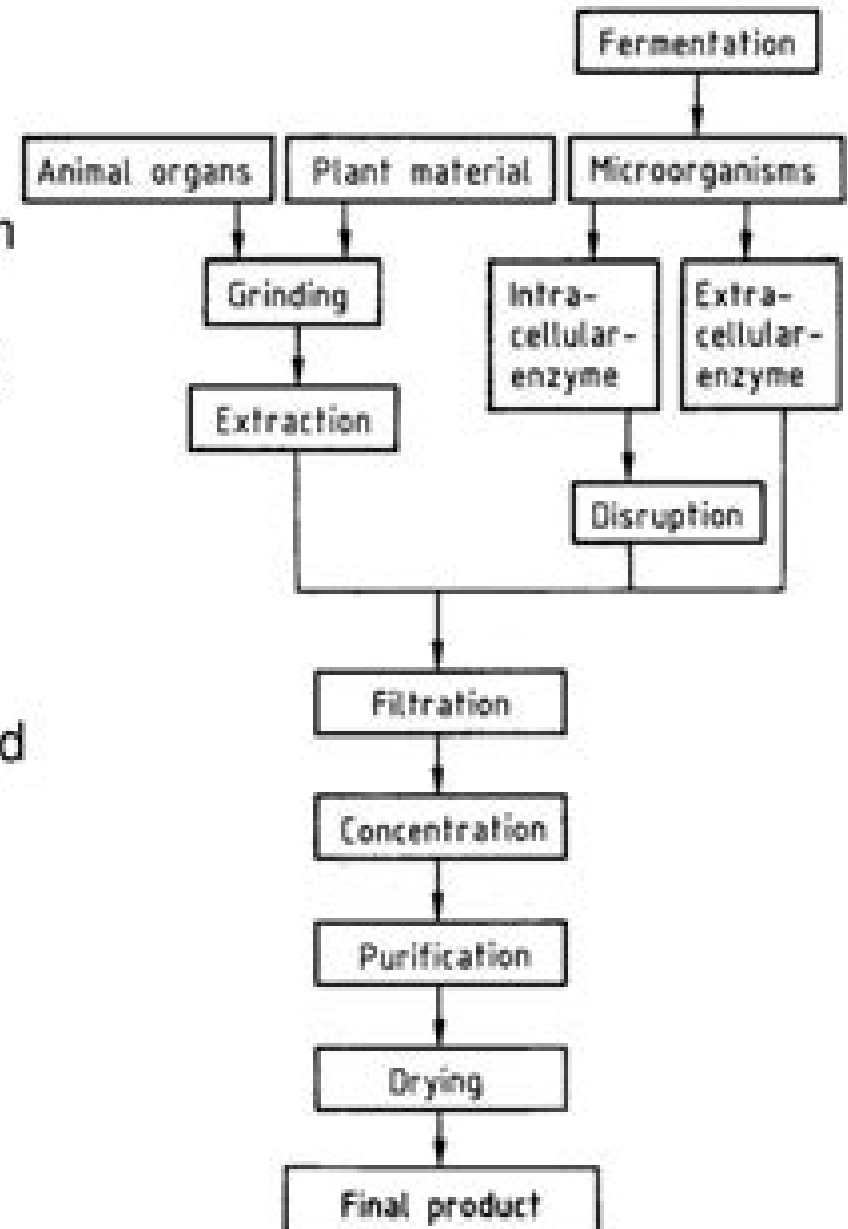 Fermentation
Animal organs
Plant material
Microorganisms
n
Grinding
Intra-
cellular-
enzyme
Extra-
cellular-
enzyme
Extraction
Disruption
Filtration
d
Concentration
Purification
Drying
Final product